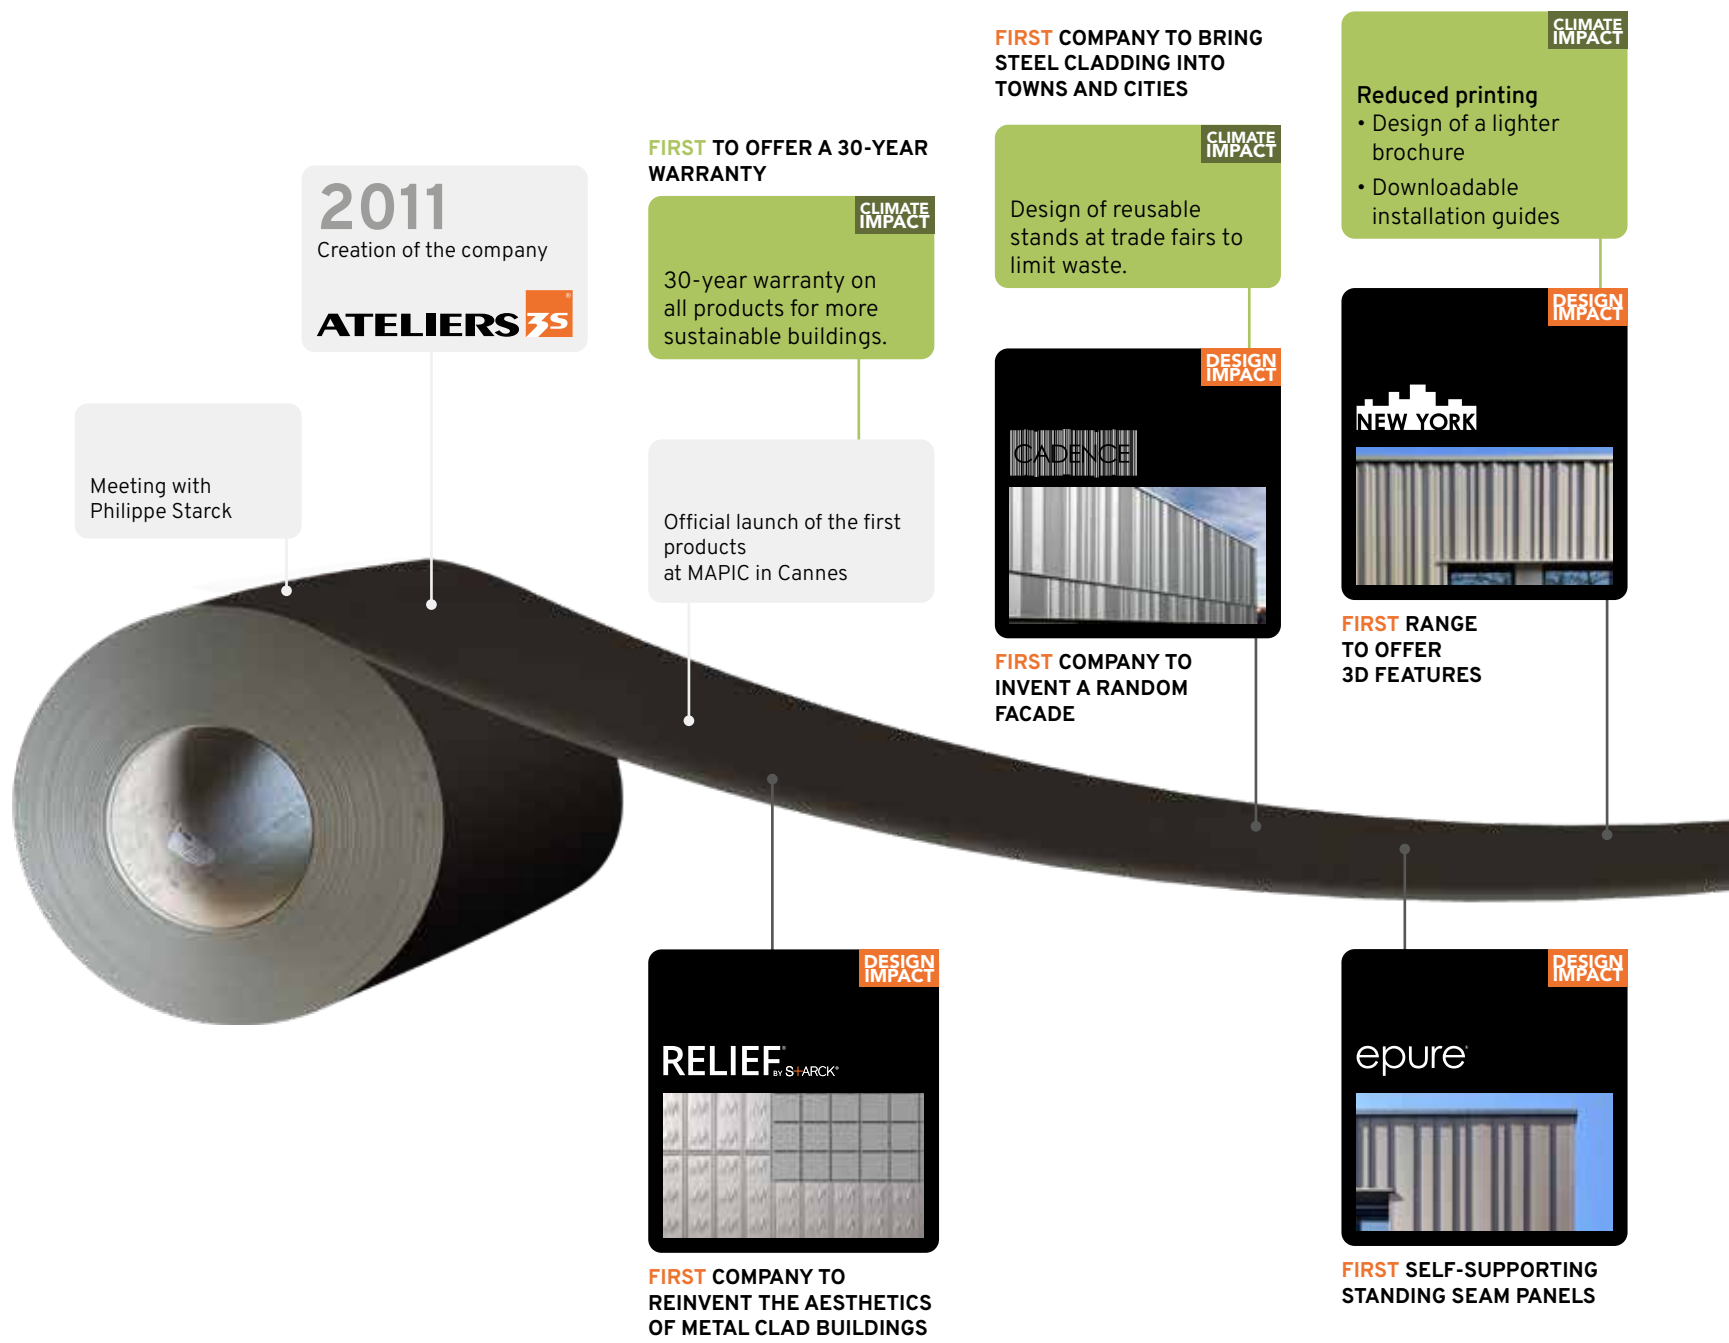 Meeting with
Philippe Starck
2011
Creation of the company
ATELIERS 3S®
FIRST TO OFFER A 30-YEAR
WARRANTY
CLIMATE
IMPACT
30-year warranty on
all products for more
sustainable buildings.
Official launch of the first
products
at MAPIC in Cannes
DESIGN
IMPACT
RELIEF®
BY S+ARCK®
FIRST COMPANY TO
REINVENT THE AESTHETICS
OF METAL CLAD BUILDINGS
FIRST COMPANY TO BRING
STEEL CLADDING INTO
TOWNS AND CITIES
CLIMATE
IMPACT
Design of reusable
stands at trade fairs to
limit waste.
DESIGN
IMPACT
CADENCE
FIRST COMPANY TO
INVENT A RANDOM
FACADE
CLIMATE
IMPACT
Reduced printing
• Design of a lighter
brochure
• Downloadable
installation guides
DESIGN
IMPACT
NEW YORK
FIRST RANGE
TO OFFER
3D FEATURES
DESIGN
IMPACT
epure®
FIRST SELF-SUPPORTING
STANDING SEAM PANELS